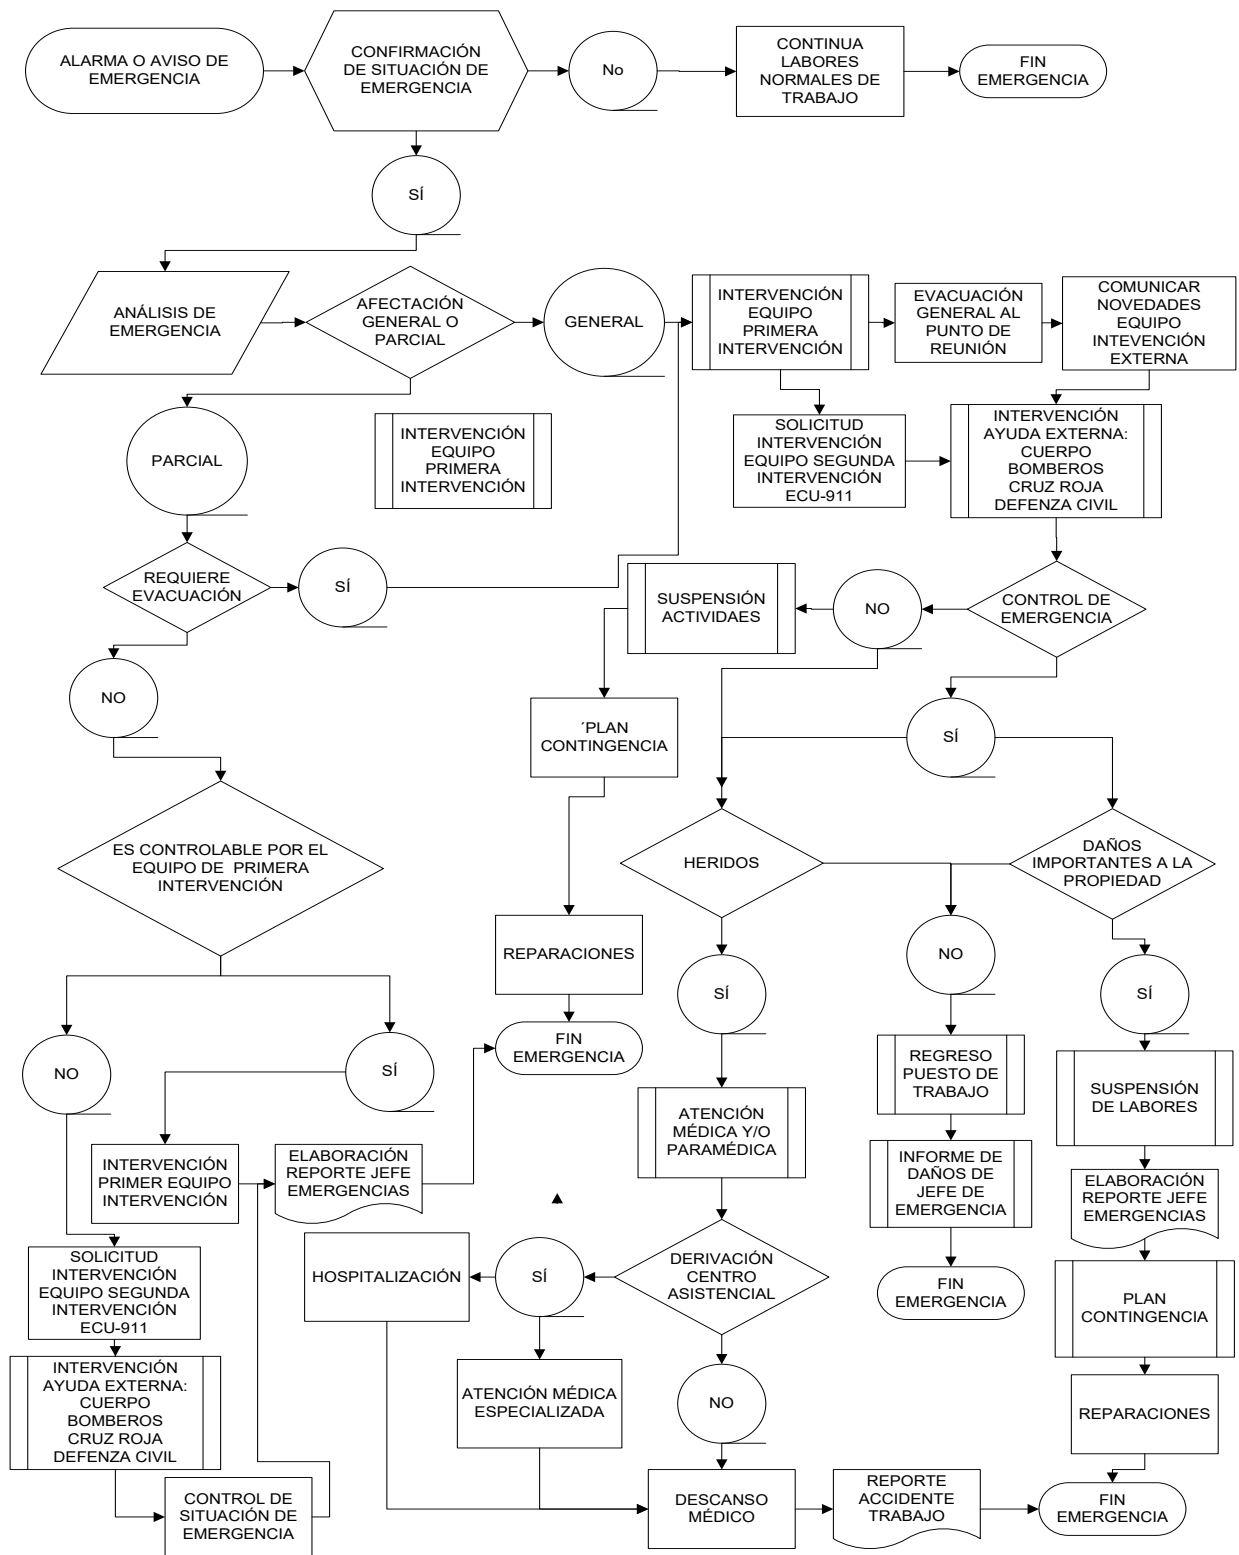 ALARMA O AVISO DE
EMERGENCIA
CONFIRMACIÓN
DE SITUACIÓN DE
EMERGENCIA
No
CONTINUA
LABORES
NORMALES DE
TRABAJO
FIN
EMERGENCIA
SÍ
ANÁLISIS DE
EMERGENCIA
AFECTACIÓN
GENERAL O
PARCIAL
GENERAL
INTERVENCIÓN
EQUIPO
PRIMERA
INTERVENCIÓN
EVACUACIÓN
GENERAL AL
PUNTO DE
REUNIÓN
COMUNICAR
NOVEDADES
EQUIPO
INTEVENCIÓN
EXTERNA
PARCIAL
INTERVENCIÓN
EQUIPO
PRIMERA
INTERVENCIÓN
SOLICITUD
INTERVENCIÓN
EQUIPO SEGUNDA
INTERVENCIÓN
ECU-911
INTERVENCIÓN
AYUDA EXTERNA:
CUERPO
BOMBEROS
CRUZ ROJA
DEFENZA CIVIL
REQUIERE
EVACUACIÓN
SÍ
SUSPENSIÓN
ACTIVIDAES
NO
CONTROL DE
EMERGENCIA
NO
´PLAN
CONTINGENCIA
SÍ
ES CONTROLABLE POR EL
EQUIPO DE PRIMERA
INTERVENCIÓN
HERIDOS
DAÑOS
IMPORTANTES A LA
PROPIEDAD
REPARACIONES
NO
SÍ
SÍ
FIN
EMERGENCIA
NO
SÍ
REGRESO
PUESTO DE
TRABAJO
SUSPENSIÓN
DE LABORES
ATENCIÓN
MÉDICA Y/O
PARAMÉDICA
INTERVENCIÓN
PRIMER EQUIPO
INTERVENCIÓN
ELABORACIÓN
REPORTE JEFE
EMERGENCIAS
INFORME DE
DAÑOS DE
JEFE DE
EMERGENCIA
ELABORACIÓN
REPORTE JEFE
EMERGENCIAS
SOLICITUD
INTERVENCIÓN
EQUIPO SEGUNDA
INTERVENCIÓN
ECU-911
HOSPITALIZACIÓN
SÍ
DERIVACIÓN
CENTRO
ASISTENCIAL
FIN
EMERGENCIA
PLAN
CONTINGENCIA
INTERVENCIÓN
AYUDA EXTERNA:
CUERPO
BOMBEROS
CRUZ ROJA
DEFENZA CIVIL
ATENCIÓN MÉDICA
ESPECIALIZADA
NO
REPARACIONES
CONTROL DE
SITUACIÓN DE
EMERGENCIA
DESCANSO
MÉDICO
REPORTE
ACCIDENTE
TRABAJO
FIN
EMERGENCIA